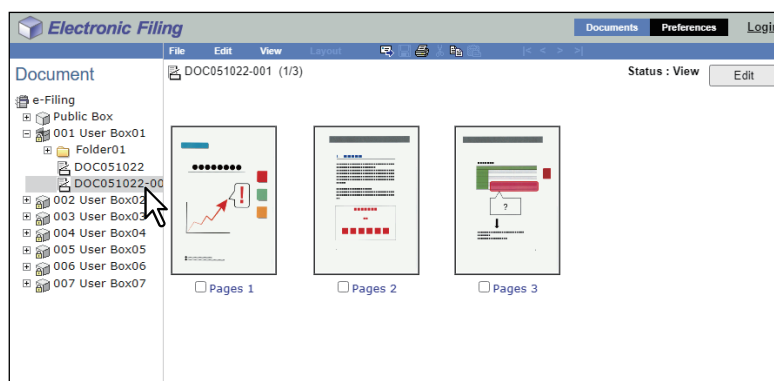 Electronic Filing
Documents Preferences Login
File Edit View Layout |< < > >|
Document
DOC051022-001 (1/3)
Status : View Edit
e-Filing
Public Box
001 User Box01
Folder01
DOC051022
DOC051022-00
002 User Box02
003 User Box03
004 User Box04
005 User Box05
006 User Box06
007 User Box07
!
?
Pages 1 Pages 2 Pages 3